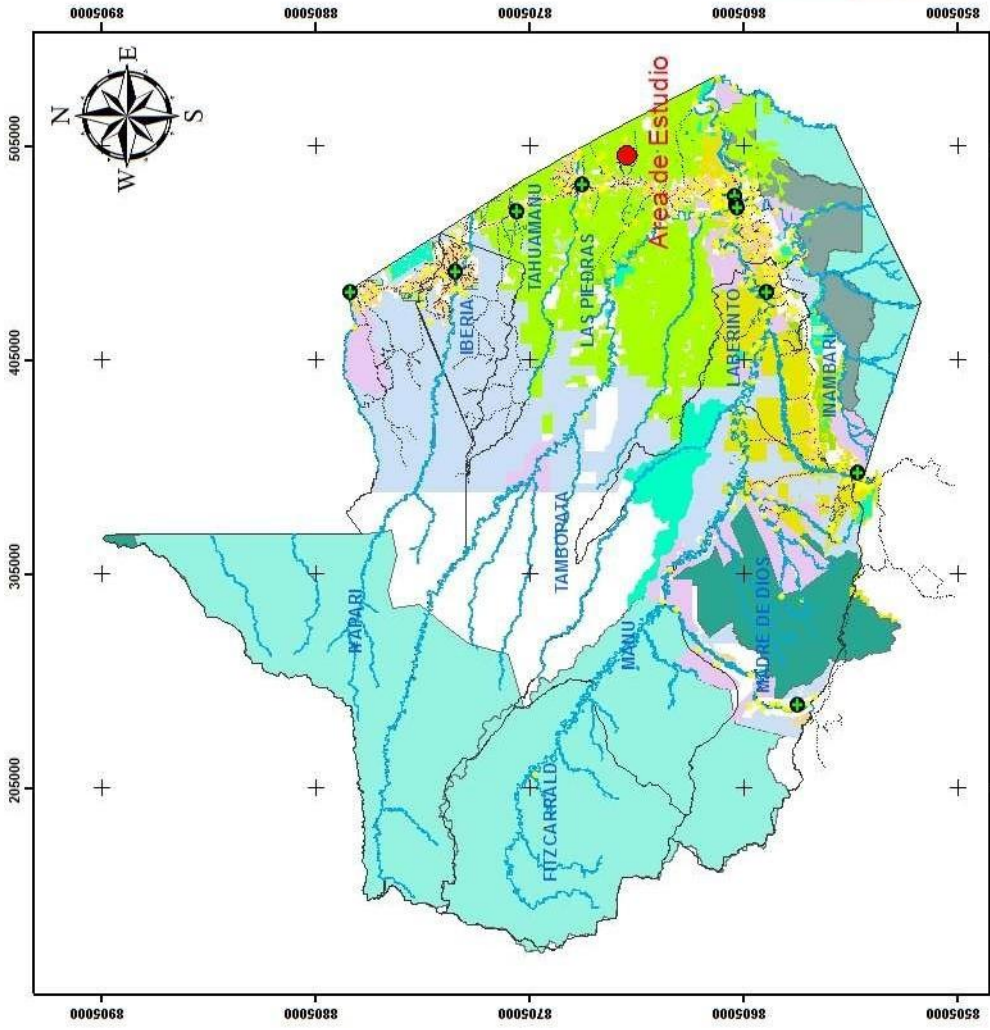 8905000
8805000
8705000
8605000
8505000
505000
405000
305000
205000
N
E
S
W
IÑAPARI
IBERIA
TAHUAMANU
LAS PIEDRAS
Área de Estudio
TAMBOPATA
LABERINTO
INAMBARI
MANU
MADRE DE DIOS
FITZCARRALD
8905000
8805000
8705000
8605000
8505000